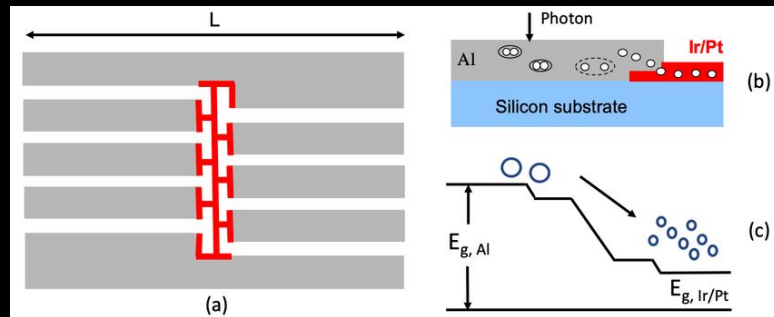 L
(a)
Photon
Al
Ir/Pt
Silicon substrate
(b)
E g, Al
E g, Ir/Pt
(c)